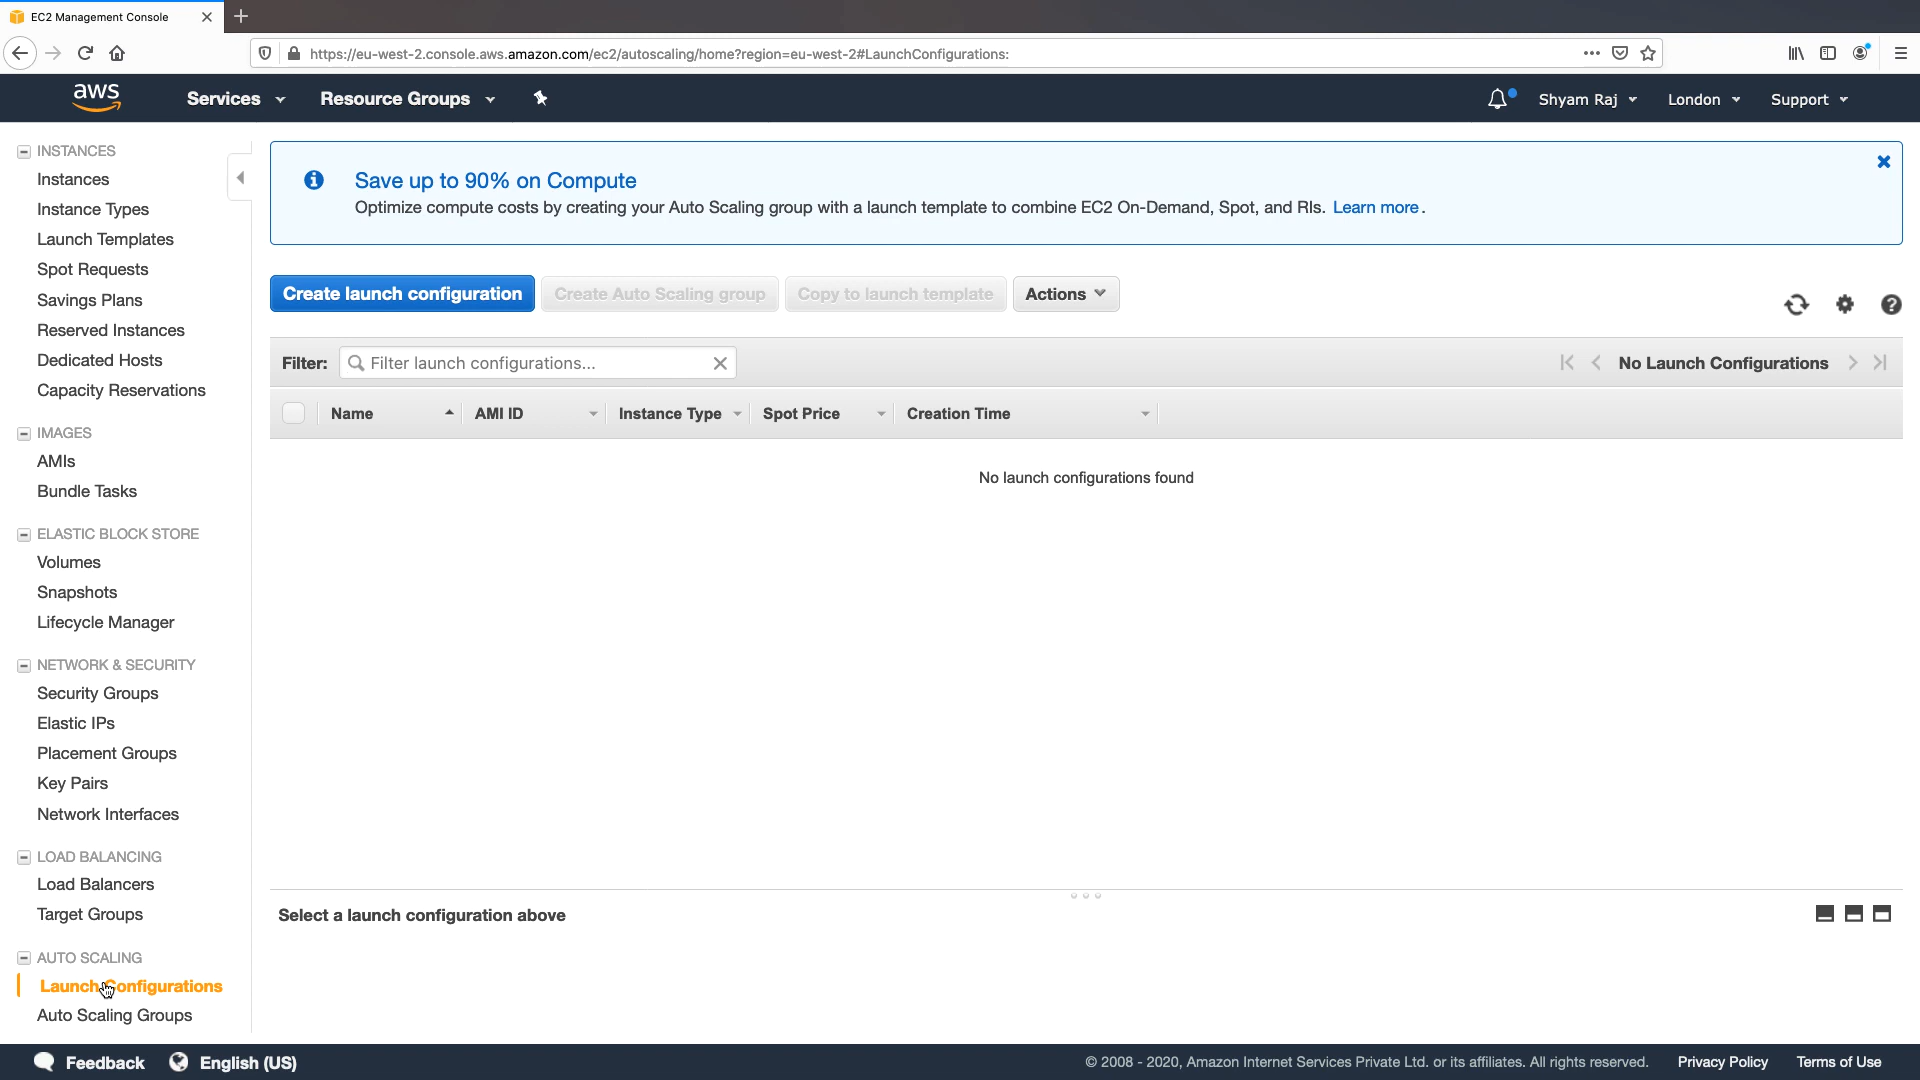 EC2 Management Console
https://eu-west-2.console.aws.amazon.com/ec2/autoscaling/home?region=eu-west-2#LaunchConfigurations:
aws Services Resource Groups Shyam Raj London Support
INSTANCES
Instances
Instance Types
Launch Templates
Spot Requests
Savings Plans
Reserved Instances
Dedicated Hosts
Capacity Reservations
IMAGES
AMIs
Bundle Tasks
ELASTIC BLOCK STORE
Volumes
Snapshots
Lifecycle Manager
NETWORK & SECURITY
Security Groups
Elastic IPs
Placement Groups
Key Pairs
Network Interfaces
LOAD BALANCING
Load Balancers
Target Groups
AUTO SCALING
Launch Configurations
Auto Scaling Groups
Save up to 90% on Compute
Optimize compute costs by creating your Auto Scaling group with a launch template to combine EC2 On-Demand, Spot, and RIs. Learn more.
Create launch configuration Create Auto Scaling group Copy to launch template Actions
Filter: Filter launch configurations... No Launch Configurations
Name AMI ID Instance Type Spot Price Creation Time
No launch configurations found
Select a launch configuration above
Feedback English (US) © 2008 - 2020, Amazon Internet Services Private Ltd. or its affiliates. All rights reserved. Privacy Policy Terms of Use